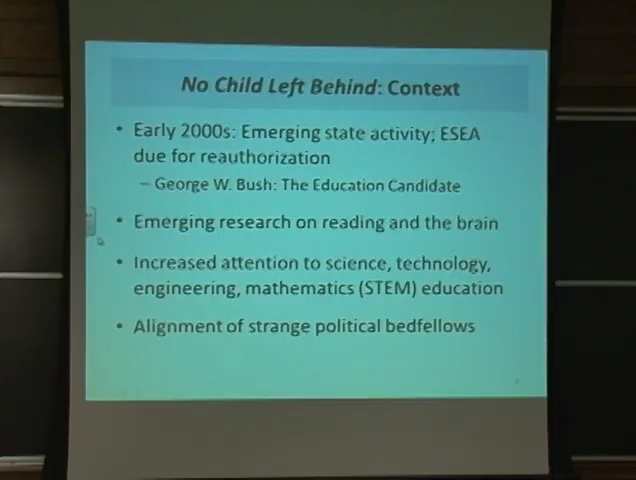 No Child Left Behind: Context
• Early 2000s: Emerging state activity; ESEA
due for reauthorization
– George W. Bush: The Education Candidate
• Emerging research on reading and the brain
• Increased attention to science, technology,
engineering, mathematics (STEM) education
• Alignment of strange political bedfellows